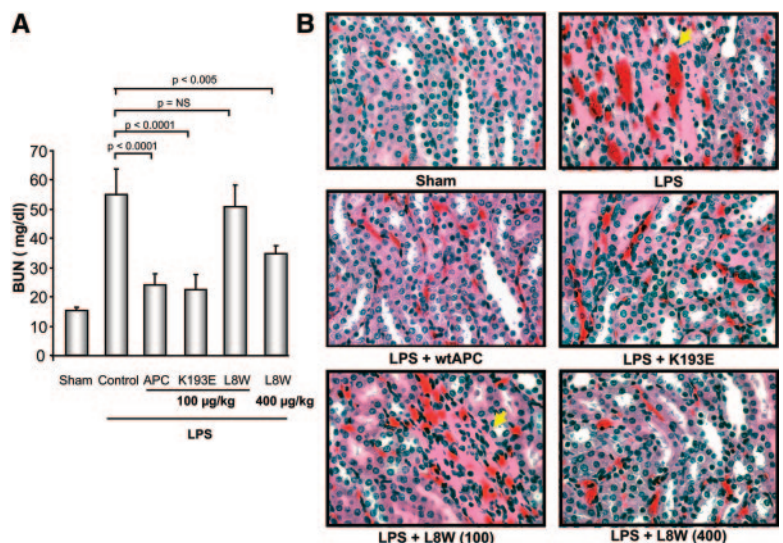 A
p < 0.005
p = NS
p < 0.0001
p < 0.0001
BUN ( mg/dl)
70
60
50
40
30
20
10
0
Sham Control APC K193E L8W L8W
100 µg/kg 400 µg/kg
LPS
B
Sham LPS
LPS + wtAPC LPS + K193E
LPS + L8W (100) LPS + L8W (400)